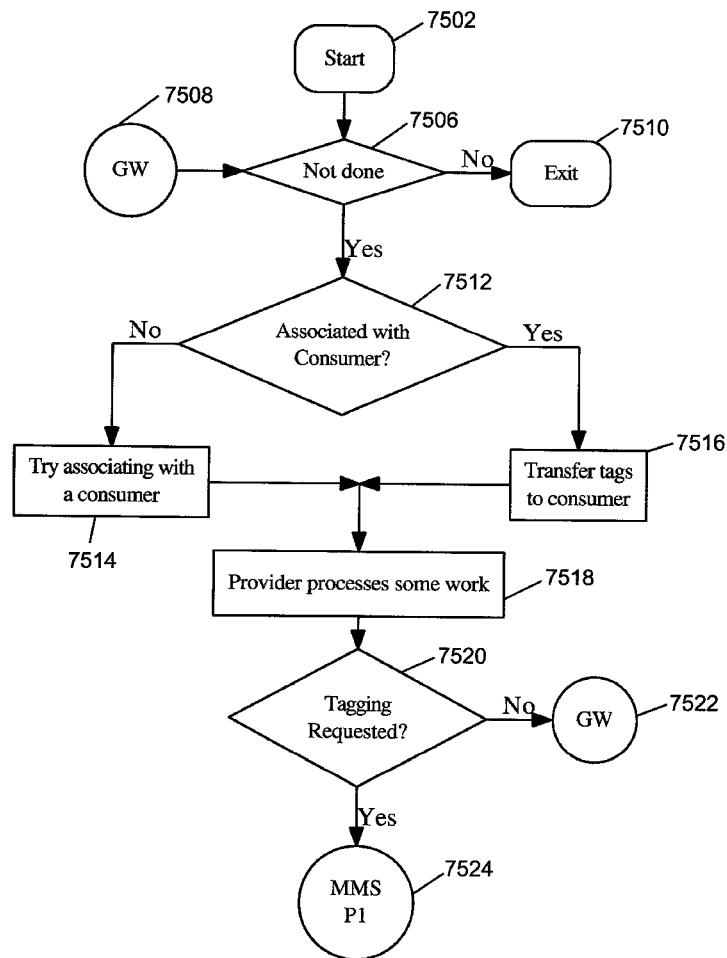 7502
Start
7508
7506
7510
GW
Not done
No
Exit
Yes
7512
No
Associated with
Consumer?
Yes
7516
Try associating with
a consumer
Transfer tags
to consumer
7514
Provider processes some work
7518
7520
Tagging
Requested?
No
GW
7522
Yes
MMS
P1
7524